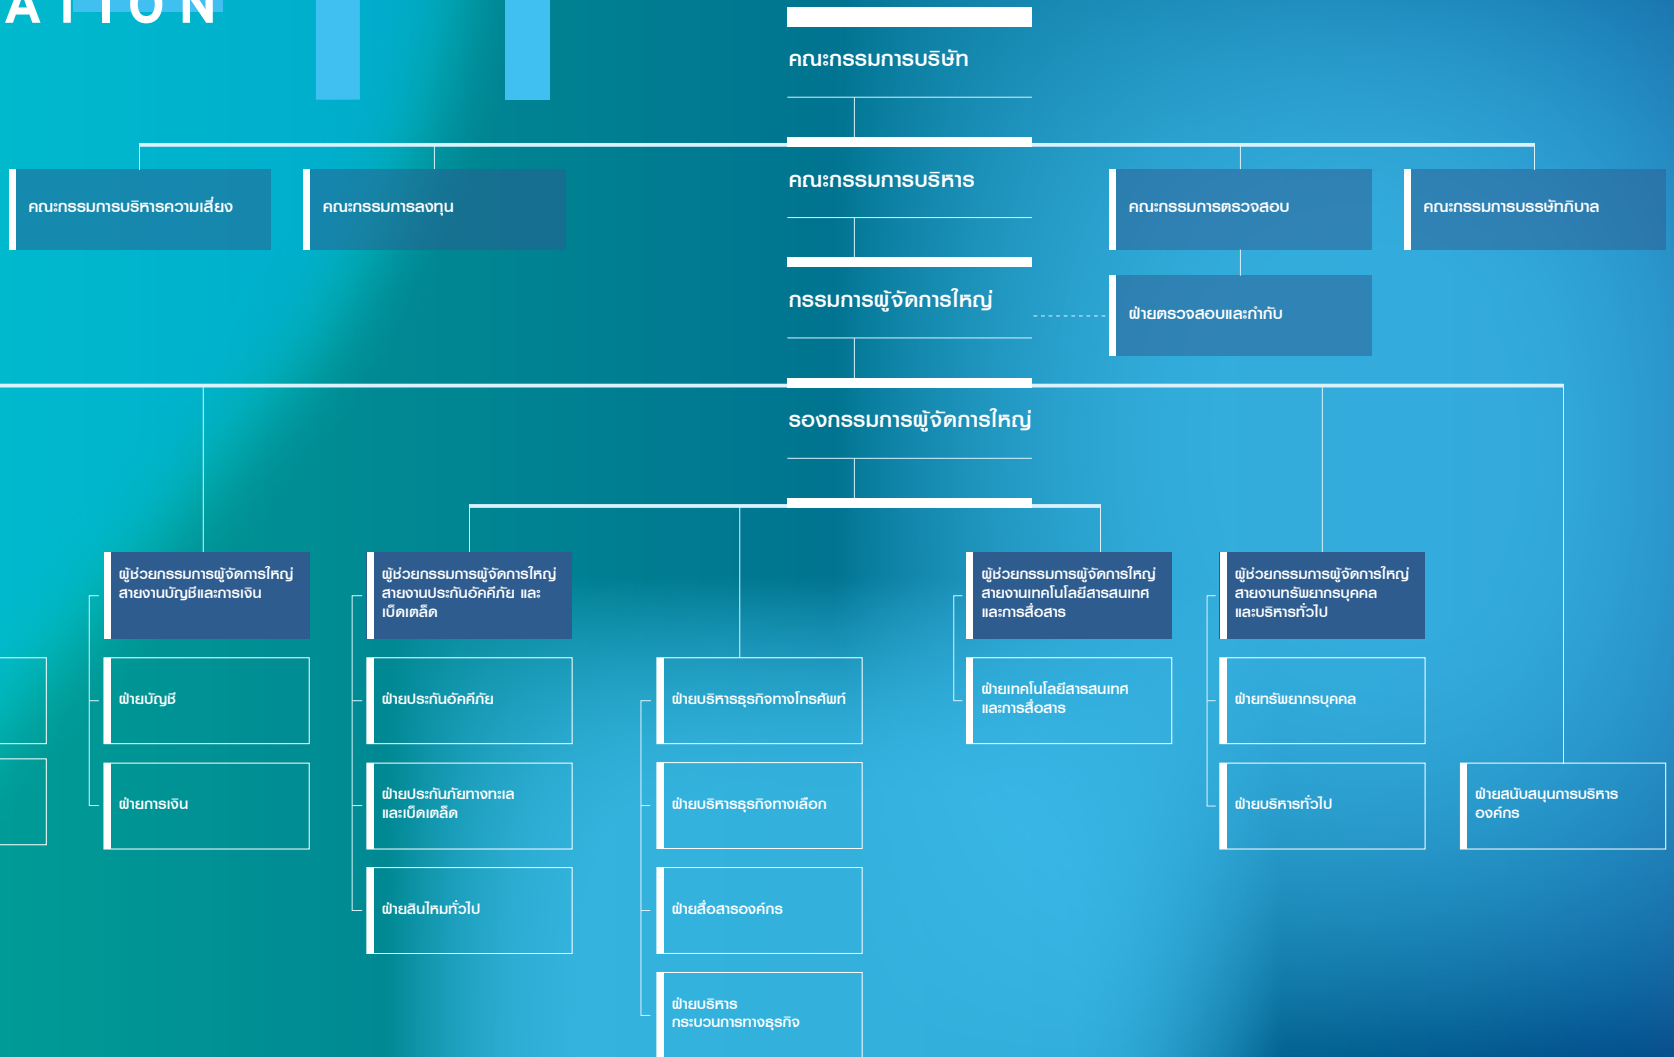 ATION
คณะกรรมการบริษัท
คณะกรรมการบริหารความเสี่ยง
คณะกรรมการลงทุน
คณะกรรมการบริหาร
คณะกรรมการตรวจสอบ
คณะกรรมการบรรษัทภิบาล
กรรมการผู้จัดการใหญ่
ฝ่ายตรวจสอบและกำกับ
รองกรรมการผู้จัดการใหญ่
ผู้ช่วยกรรมการผู้จัดการใหญ่
สายงานบัญชีและการเงิน
ฝ่ายบัญชี
ฝ่ายการเงิน
ผู้ช่วยกรรมการผู้จัดการใหญ่
สายงานประกันอัคคีภัย และ
เบ็ดเตล็ด
ฝ่ายประกันอัคคีภัย
ฝ่ายประกันภัยทางทะเล
และเบ็ดเตล็ด
ฝ่ายสินไหมทั่วไป
ฝ่ายบริหารธุรกิจทางโทรศัพท์
ฝ่ายบริหารธุรกิจทางเลือก
ฝ่ายสื่อสารองค์กร
ฝ่ายบริหาร
กระบวนการทางธุรกิจ
ผู้ช่วยกรรมการผู้จัดการใหญ่
สายงานเทคโนโลยีสารสนเทศ
และการสื่อสาร
ฝ่ายเทคโนโลยีสารสนเทศ
และการสื่อสาร
ผู้ช่วยกรรมการผู้จัดการใหญ่
สายงานทรัพยากรบุคคล
และบริหารทั่วไป
ฝ่ายทรัพยากรบุคคล
ฝ่ายบริหารทั่วไป
ฝ่ายสนับสนุนการบริหาร
องค์กร